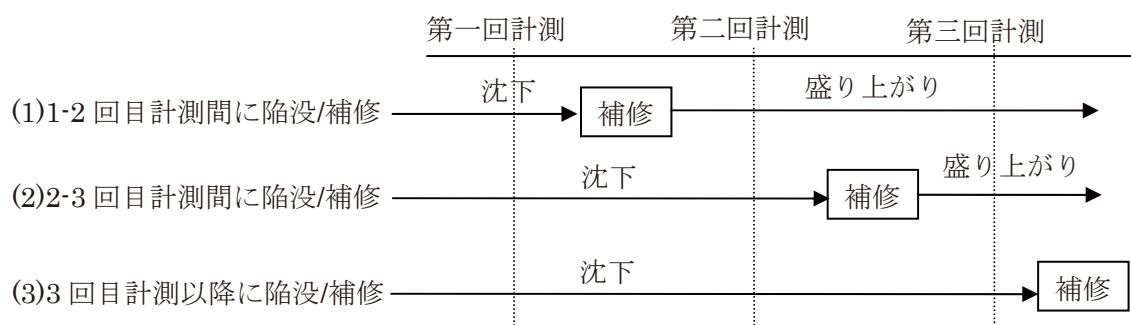 第一回計測 第二回計測 第三回計測
沈下 盛り上がり
(1)1-2 回目計測間に陥没/補修 補修
沈下 盛り上がり
(2)2-3 回目計測間に陥没/補修 補修
沈下
(3)3 回目計測以降に陥没/補修 補修